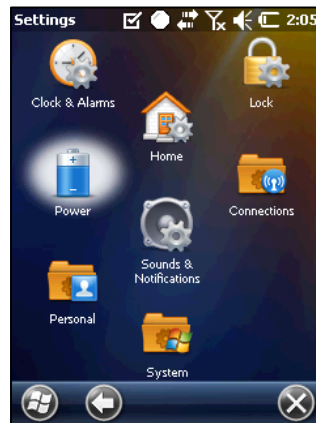 Settings 2:05
Clock & Alarms
Lock
Home
Power
Connections
Sounds &
Notifications
Personal
System